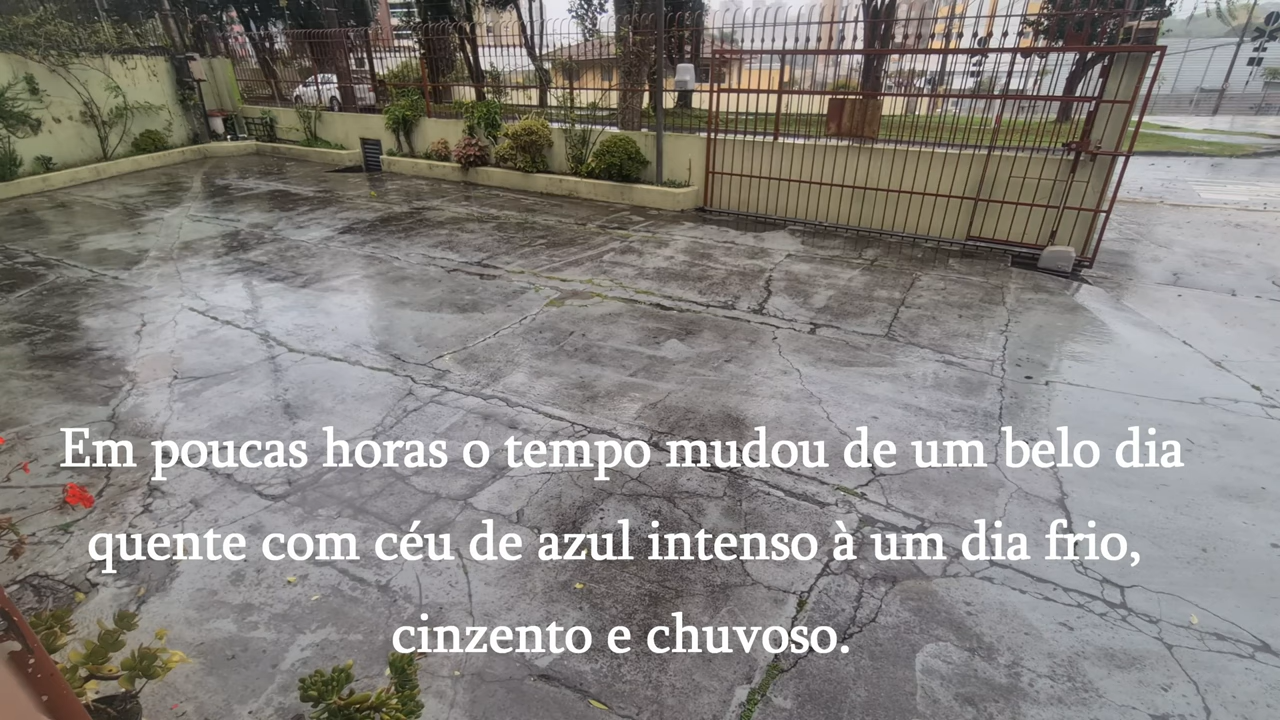 Em poucas horas o tempo mudou de um belo dia
quente com céu de azul intenso à um dia frio,
cinzento e chuvoso.